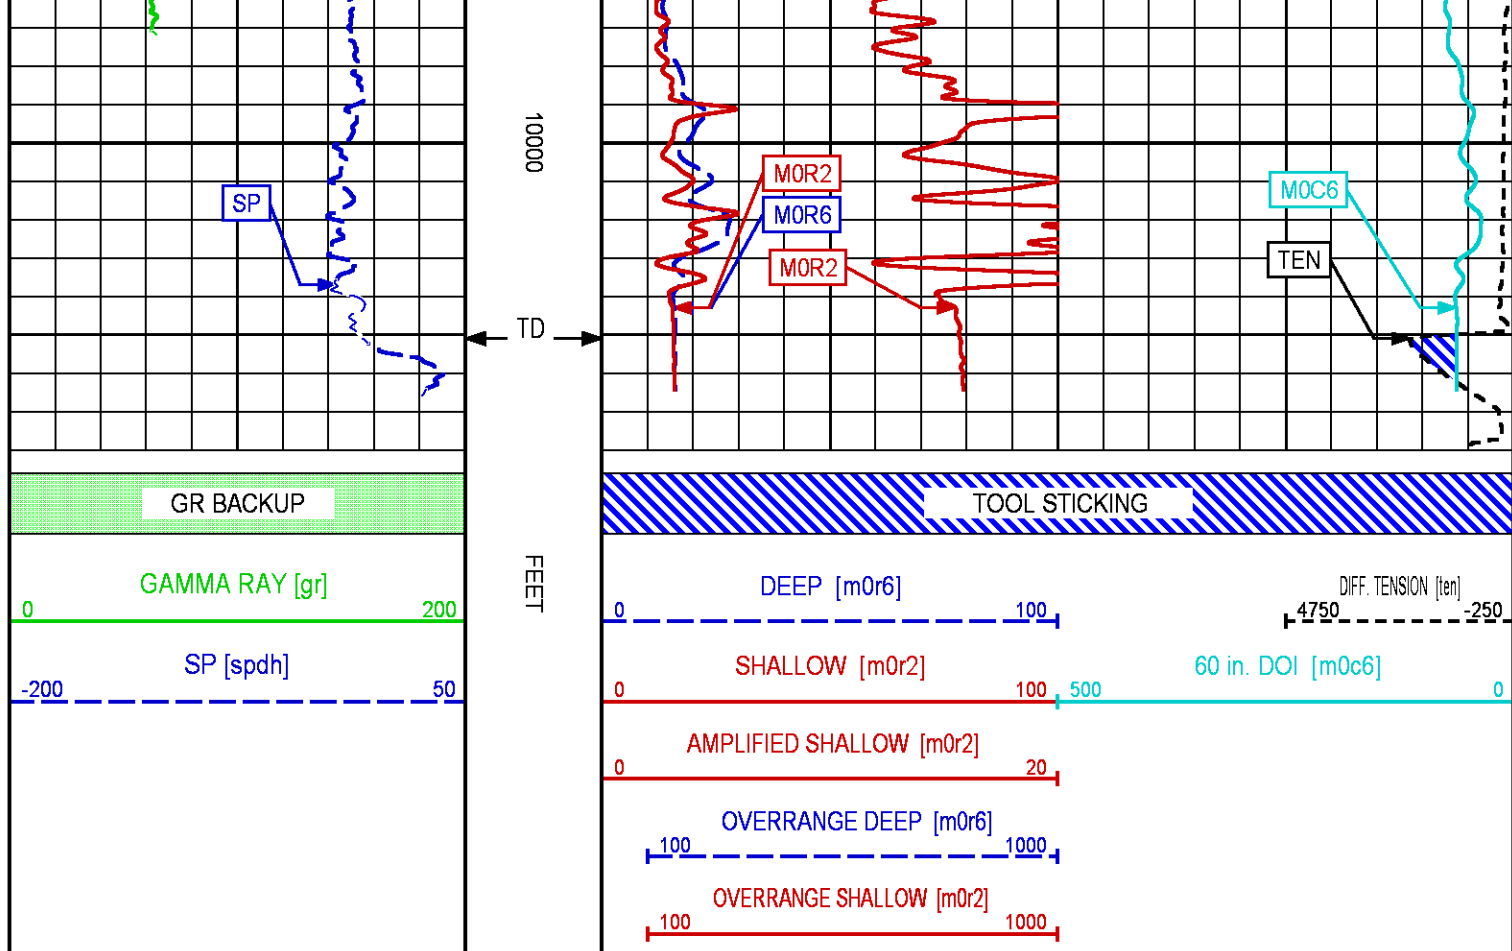 10000
M0R2
SP
M0R6
M0C6
M0R2
TEN
TD
GR BACKUP
TOOL STICKING
FEET
GAMMA RAY [gr]
0 200
SP [spdh]
-200 50
DEEP [m0r6]
0 100
DIFF. TENSION [ten]
4750 -250
SHALLOW [m0r2]
0 100
60 in. DOI [m0c6]
500 0
AMPLIFIED SHALLOW [m0r2]
0 20
OVERRANGE DEEP [m0r6]
100 1000
OVERRANGE SHALLOW [m0r2]
100 1000